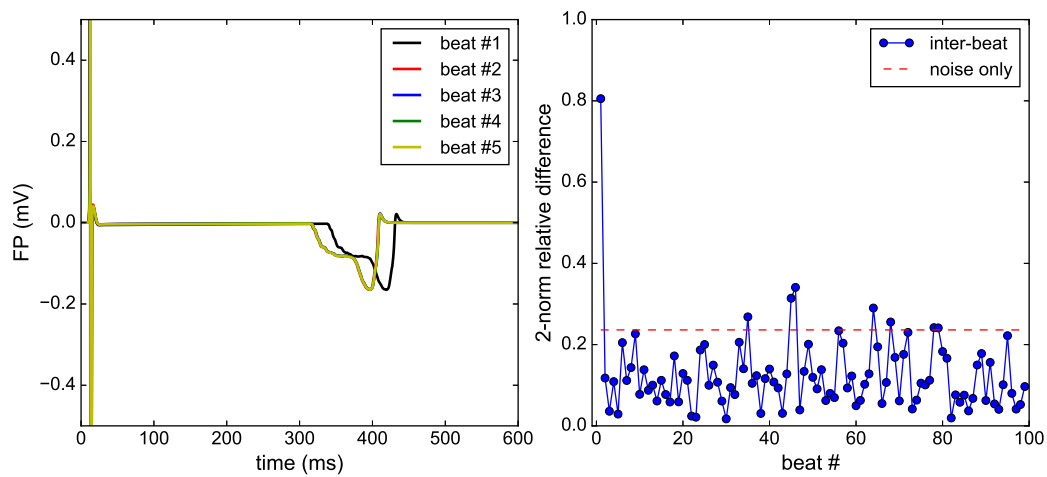 0.4
0.2
0.0
−0.2
−0.4
FP (mV)
0 100 200 300 400 500 600
time (ms)
beat #1
beat #2
beat #3
beat #4
beat #5
1.0
0.8
0.6
0.4
0.2
0.0
2-norm relative difference
0 20 40 60 80 100
beat #
inter-beat
noise only